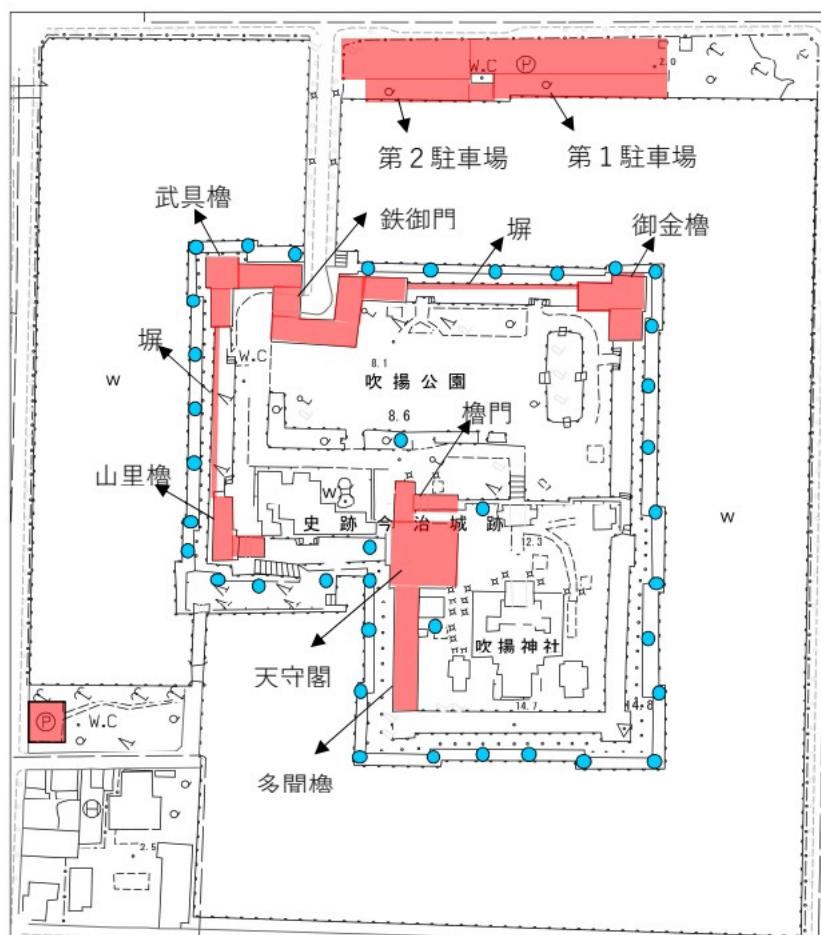 W.C Ⓟ 2.0
第2駐車場 第1駐車場
武具櫓
鉄御門
塀
御金櫓
塀
W.C
8.1
吹揚公園
8.6
櫓門
W
山里櫓
W
史跡今治城跡
12.3
W
天守閣
吹揚神社
14.7
14.8
多聞櫓
Ⓟ W.C
Ⓗ
2.5